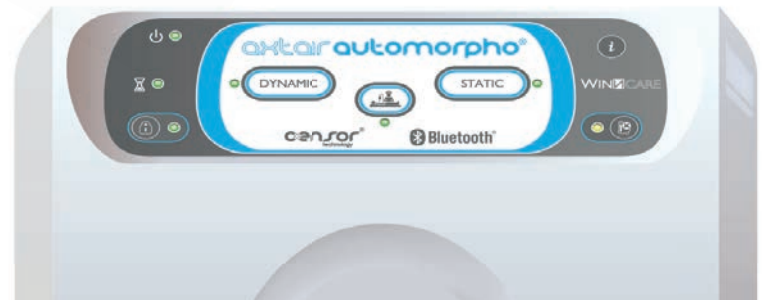 axtair automorpho®
DYNAMIC
STATIC
i
WINNCARE
censor®
technology
Bluetooth®